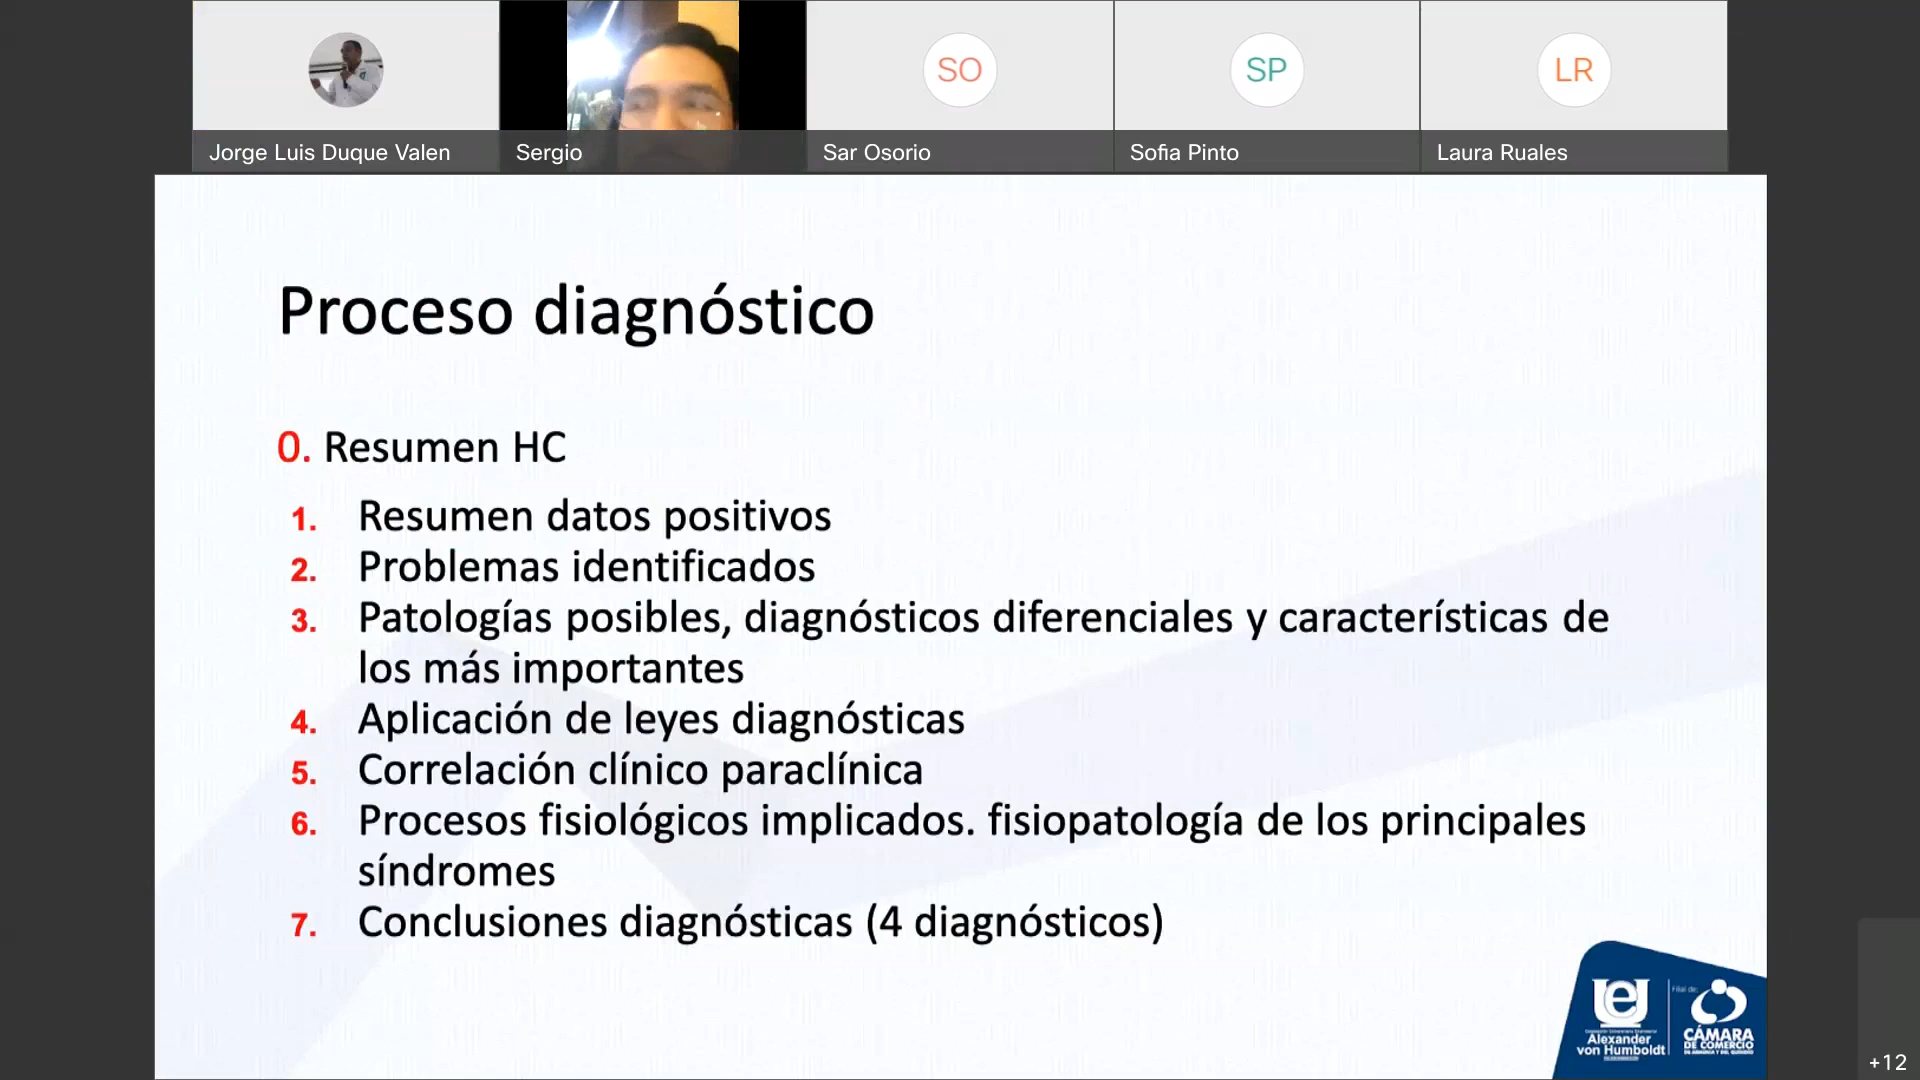 SO
SP
LR
Jorge Luis Duque Valen
Sergio
Sar Osorio
Sofia Pinto
Laura Ruales
Proceso diagnóstico
0. Resumen HC
1. Resumen datos positivos
2. Problemas identificados
3. Patologías posibles, diagnósticos diferenciales y características de
los más importantes
4. Aplicación de leyes diagnósticas
5. Correlación clínico paraclínica
6. Procesos fisiológicos implicados. fisiopatología de los principales
síndromes
7. Conclusiones diagnósticas (4 diagnósticos)
Alexander
von Humboldt
Filial de:
CÁMARA
DE COMERCIO
+12